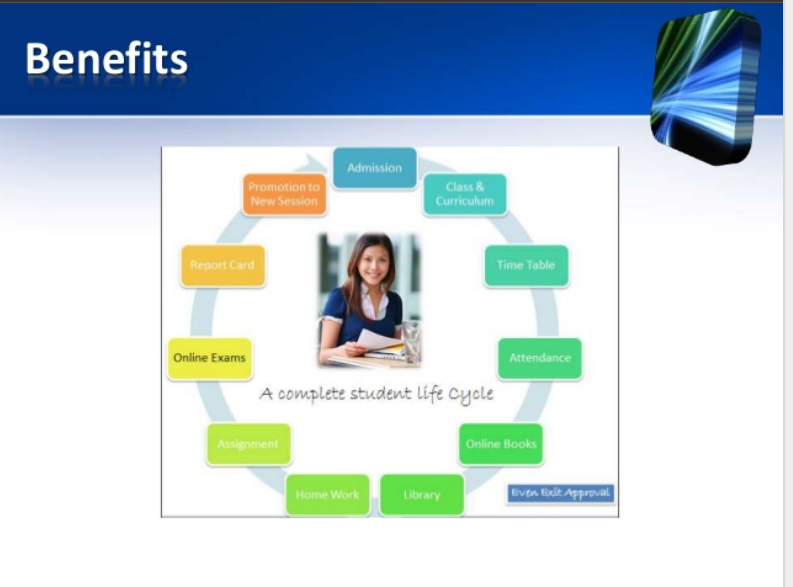 Benefits
Admission
Class &
Curriculum
Time Table
Attendance
Online Books
Library
Home Work
Assignment
Online Exams
Report Card
Promotion to
New Session
A complete student life Cycle
Even Exit Approval